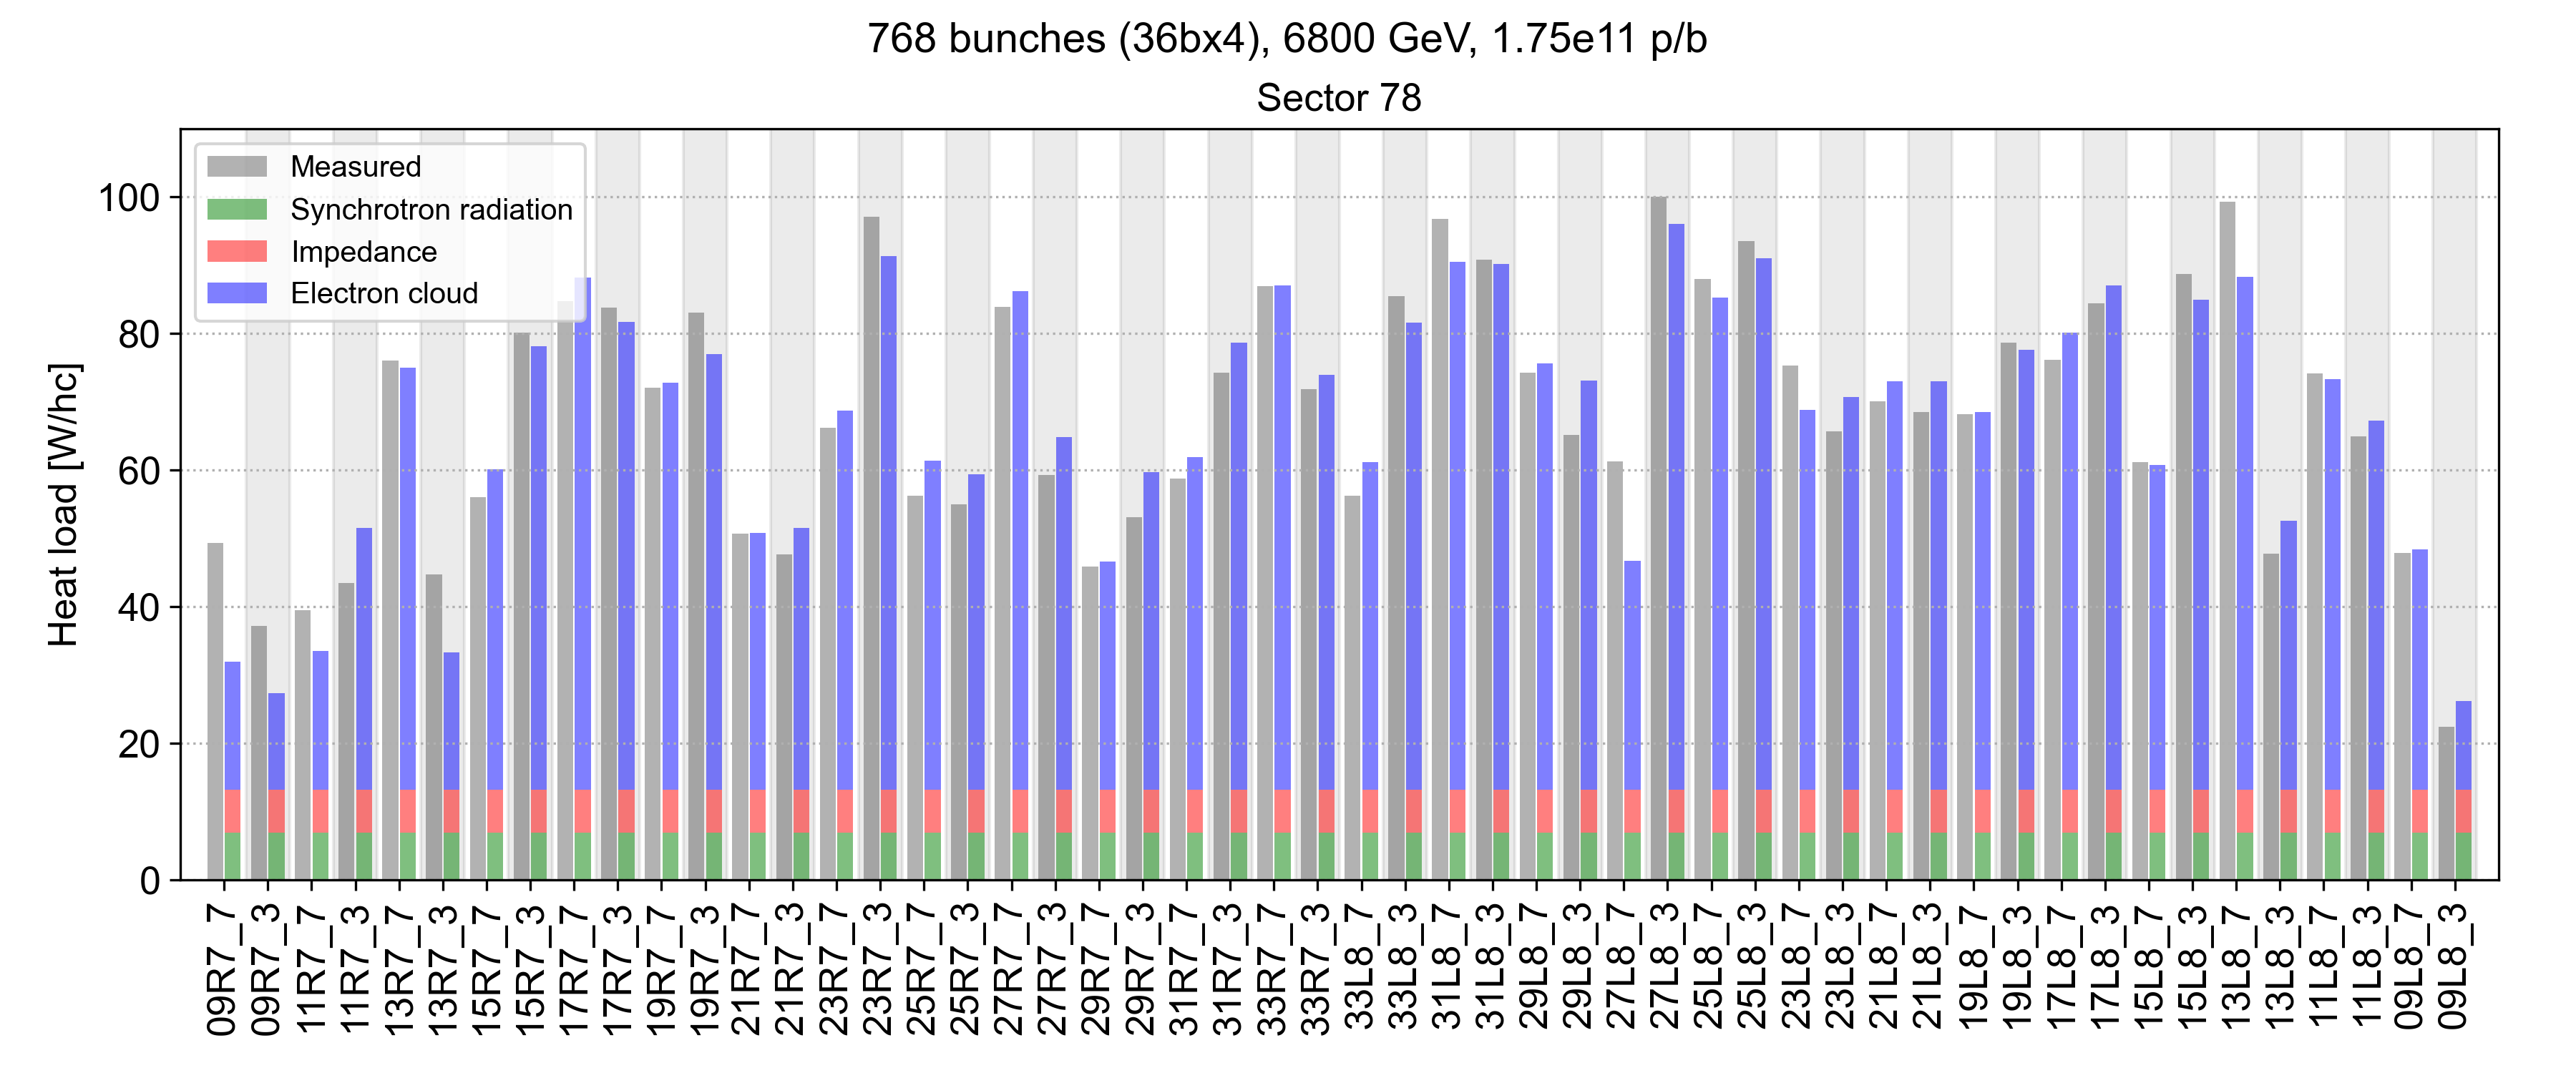 768 bunches (36bx4), 6800 GeV, 1.75e11 p/b
Sector 78
Measured
Synchrotron radiation
Impedance
Electron cloud
Heat load [W/hc]
100
80
60
40
20
0
09R7_7
09R7_3
11R7_7
11R7_3
13R7_7
13R7_3
15R7_7
15R7_3
17R7_7
17R7_3
19R7_7
19R7_3
21R7_7
21R7_3
23R7_7
23R7_3
25R7_7
25R7_3
27R7_7
27R7_3
29R7_7
29R7_3
31R7_7
31R7_3
33R7_7
33R7_3
33L8_7
33L8_3
31L8_7
31L8_3
29L8_7
29L8_3
27L8_7
27L8_3
25L8_7
25L8_3
23L8_7
23L8_3
21L8_7
21L8_3
19L8_7
19L8_3
17L8_7
17L8_3
15L8_7
15L8_3
13L8_7
13L8_3
11L8_7
11L8_3
09L8_7
09L8_3